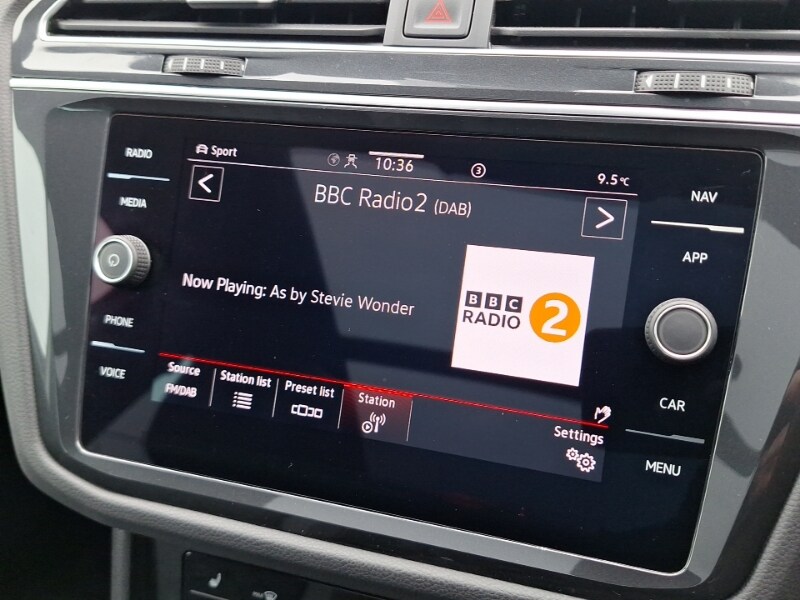 RADIO
MEDIA
PHONE
VOICE
Sport
10:36
3
9.5°C
BBC Radio2 (DAB)
Now Playing: As by Stevie Wonder
BBC
RADIO 2
Source
FM/DAB
Station list
Preset list
Station
Settings
NAV
APP
CAR
MENU